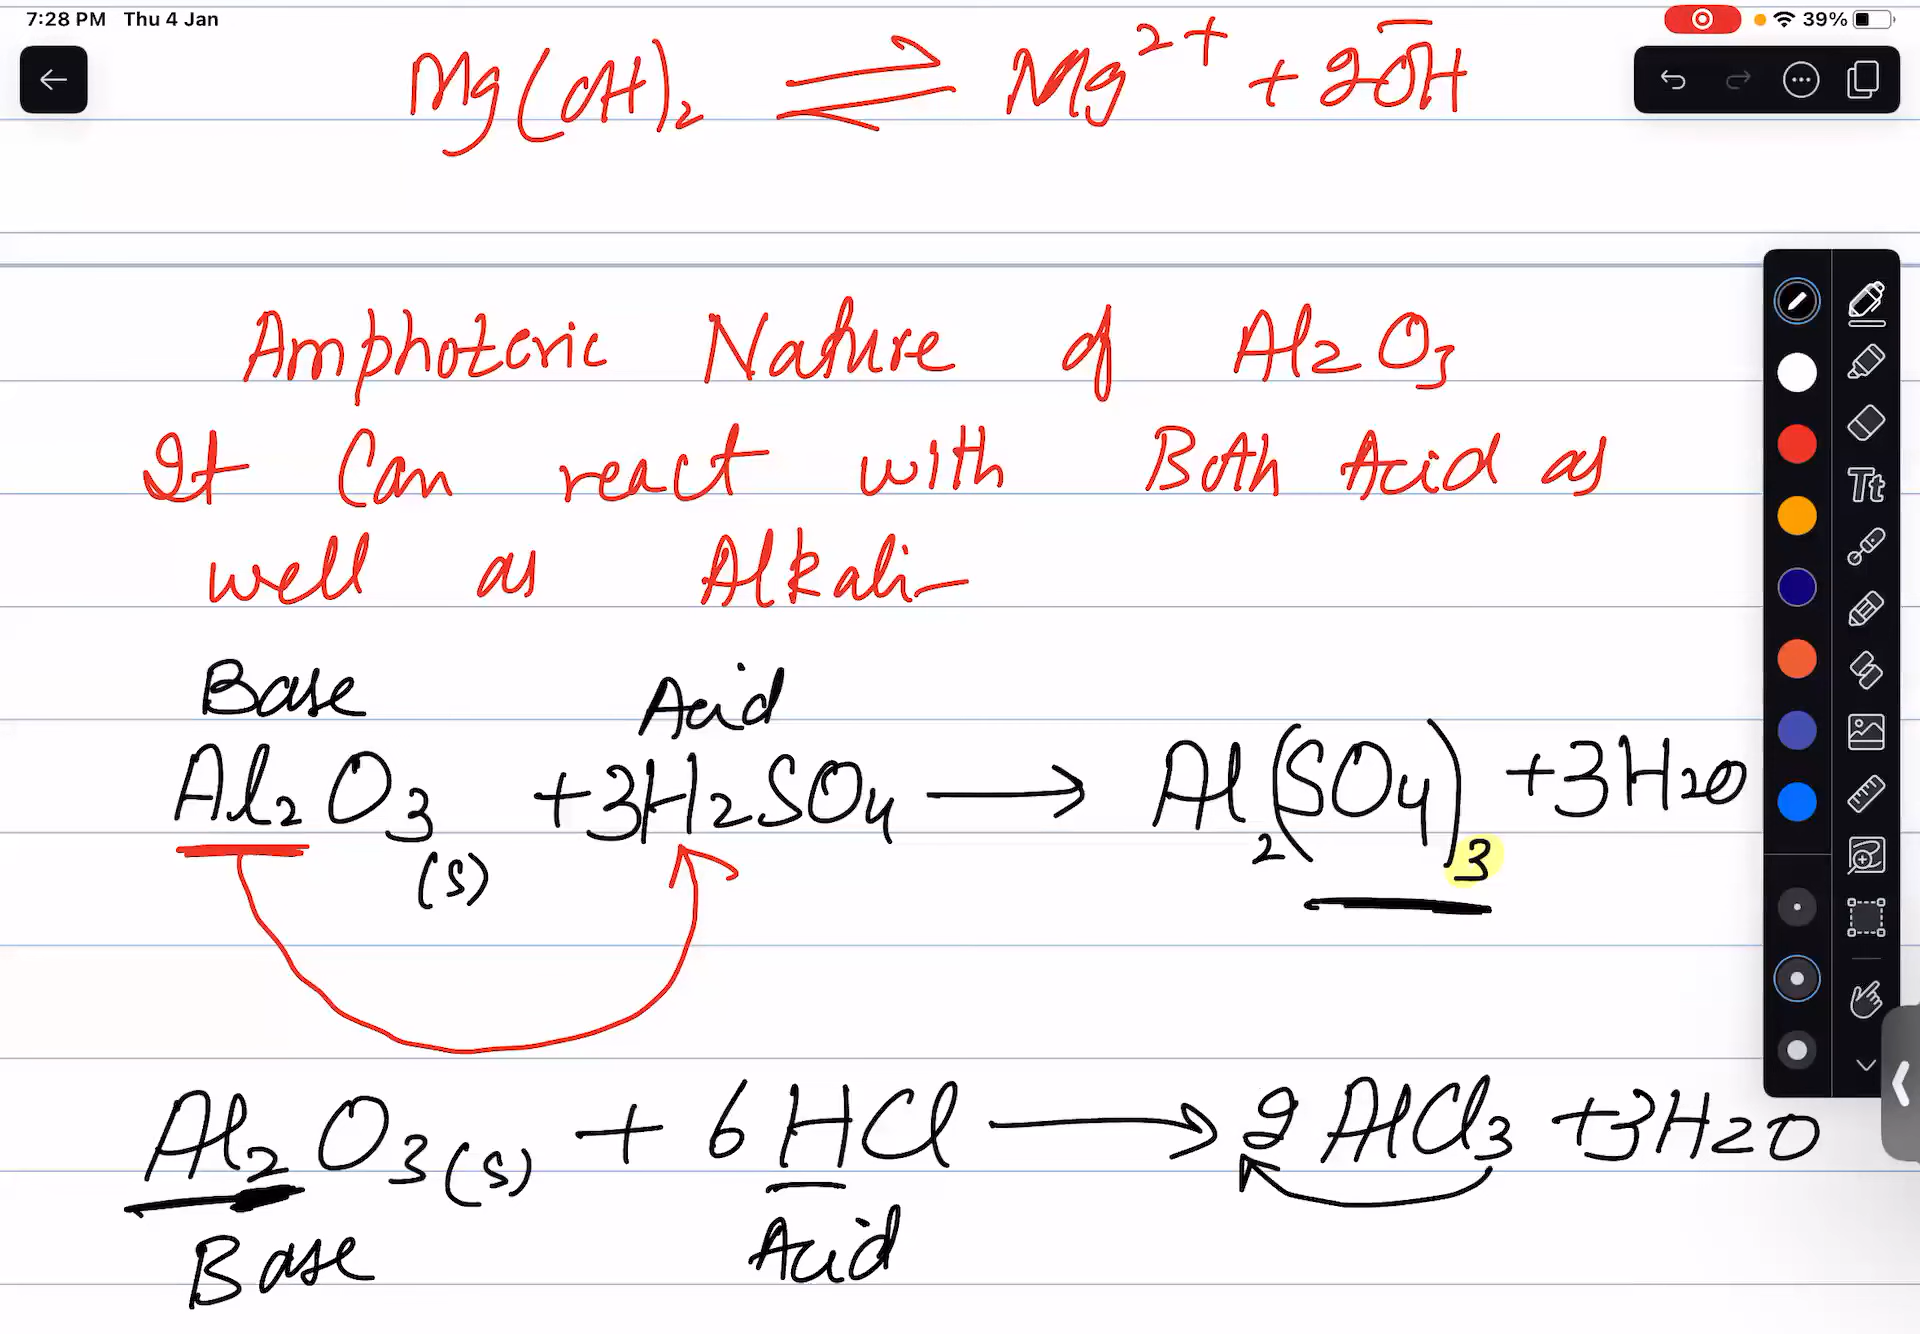 7:28 PM Thu 4 Jan 39%
Mg(OH)₂ ⇌ Mg²⁺ + 2OH⁻
Amphoteric Nature of Al₂O₃
It Can react with Both Acid as
well as Alkali
Base Acid
Al₂O₃(s) + 3H₂SO₄ → Al₂(SO₄)₃ + 3H₂O
Al₂O₃(s) + 6HCl → 2AlCl₃ + 3H₂O
Base Acid
Tt